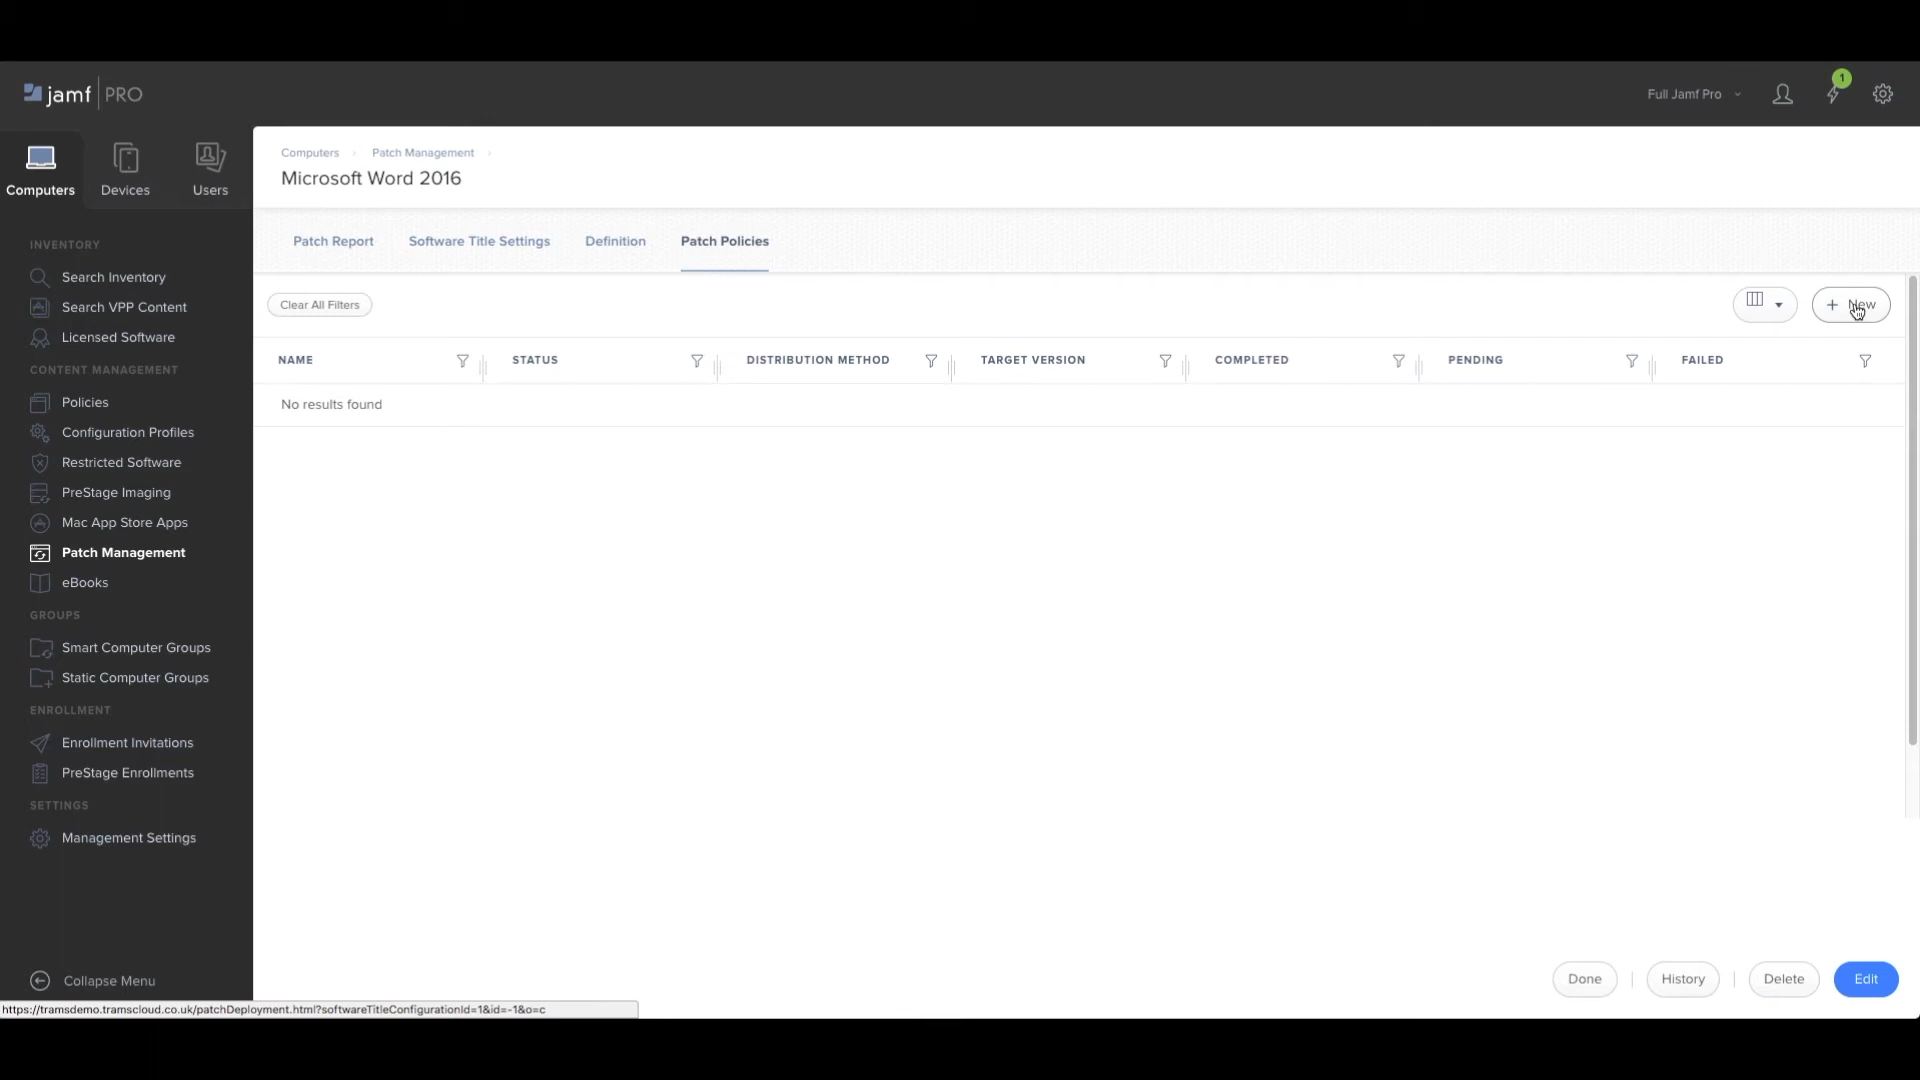 jamf PRO
Full Jamf Pro
1
Computers
Devices
Users
Computers
Patch Management
Microsoft Word 2016
Patch Report
Software Title Settings
Definition
Patch Policies
INVENTORY
Search Inventory
Search VPP Content
Licensed Software
CONTENT MANAGEMENT
Policies
Configuration Profiles
Restricted Software
PreStage Imaging
Mac App Store Apps
Patch Management
eBooks
GROUPS
Smart Computer Groups
Static Computer Groups
ENROLLMENT
Enrollment Invitations
PreStage Enrollments
SETTINGS
Management Settings
Collapse Menu
Clear All Filters
+ New
NAME
STATUS
DISTRIBUTION METHOD
TARGET VERSION
COMPLETED
PENDING
FAILED
No results found
Done
History
Delete
Edit
https://tramsdemo.tramscloud.co.uk/patchDeployment.html?softwareTitleConfigurationId=1&id=-1&o=c